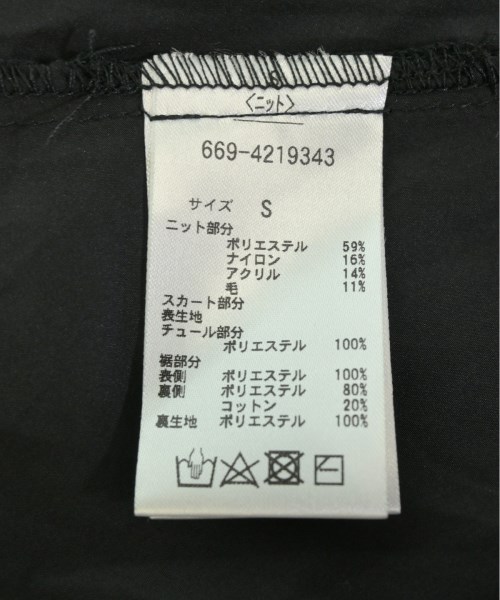 〈ニット〉
669-4219343
サイズ S
ニット部分
ポリエステル 59%
ナイロン 16%
アクリル 14%
毛 11%
スカート部分
表生地
チュール部分
ポリエステル 100%
裾部分
表側 ポリエステル 100%
裏側 ポリエステル 80%
コットン 20%
裏生地 ポリエステル 100%